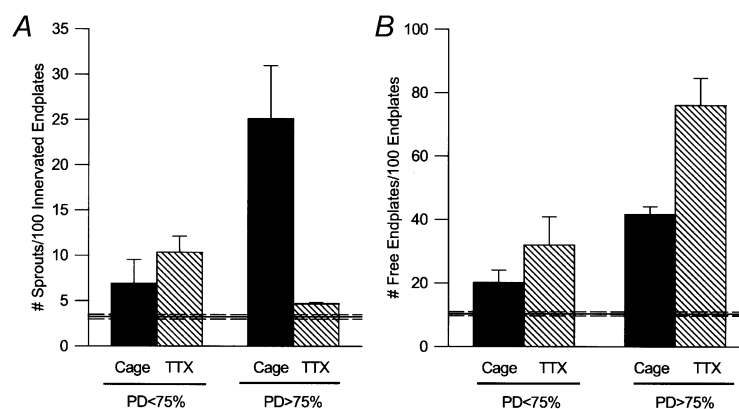 A
# Sprouts/100 Innervated Endplates
35
30
25
20
15
10
5
0
Cage TTX Cage TTX
PD<75% PD>75%
B
# Free Endplates/100 Endplates
100
80
60
40
20
0
Cage TTX Cage TTX
PD<75% PD>75%